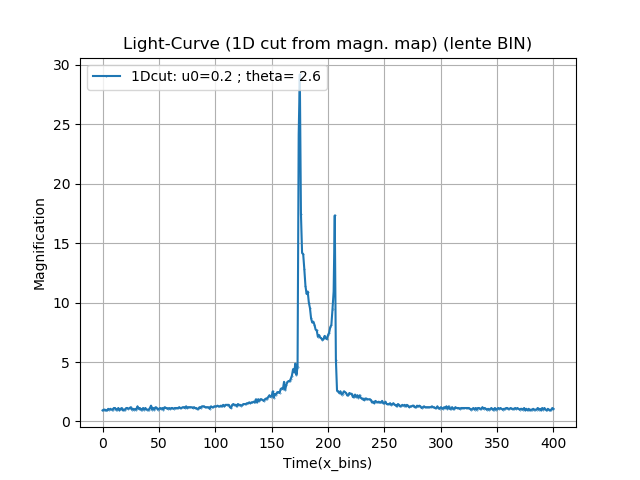 Light-Curve (1D cut from magn. map) (lente BIN)
1Dcut: u0=0.2 ; theta= 2.6
Magnification
30
25
20
15
10
5
0
0 50 100 150 200 250 300 350 400
Time(x_bins)